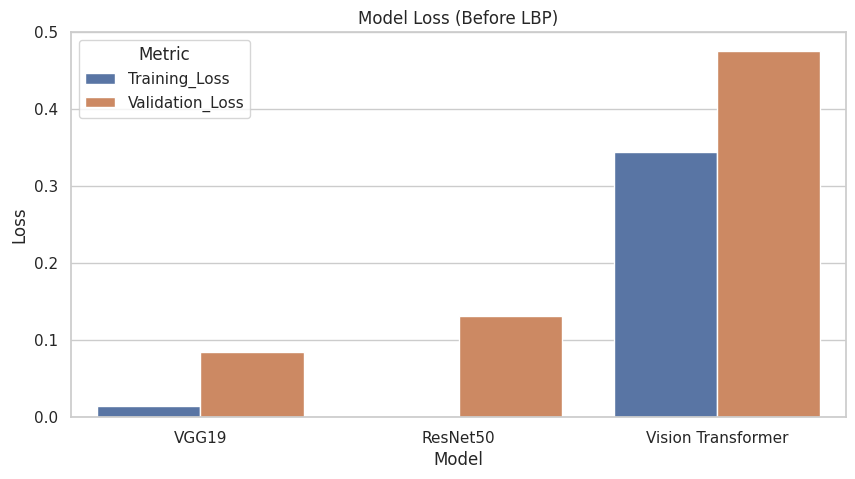 Model Loss (Before LBP)
Metric
Training_Loss
Validation_Loss
0.5
0.4
0.3
0.2
0.1
0.0
Loss
VGG19
ResNet50
Vision Transformer
Model